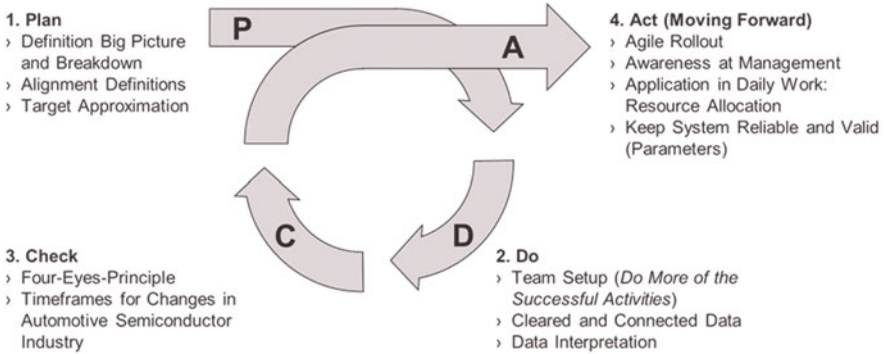 1. Plan
› Definition Big Picture
and Breakdown
› Alignment Definitions
› Target Approximation
P
A
4. Act (Moving Forward)
› Agile Rollout
› Awareness at Management
› Application in Daily Work:
Resource Allocation
› Keep System Reliable and Valid
(Parameters)
C
D
3. Check
› Four-Eyes-Principle
› Timeframes for Changes in
Automotive Semiconductor
Industry
2. Do
› Team Setup (Do More of the
Successful Activities)
› Cleared and Connected Data
› Data Interpretation